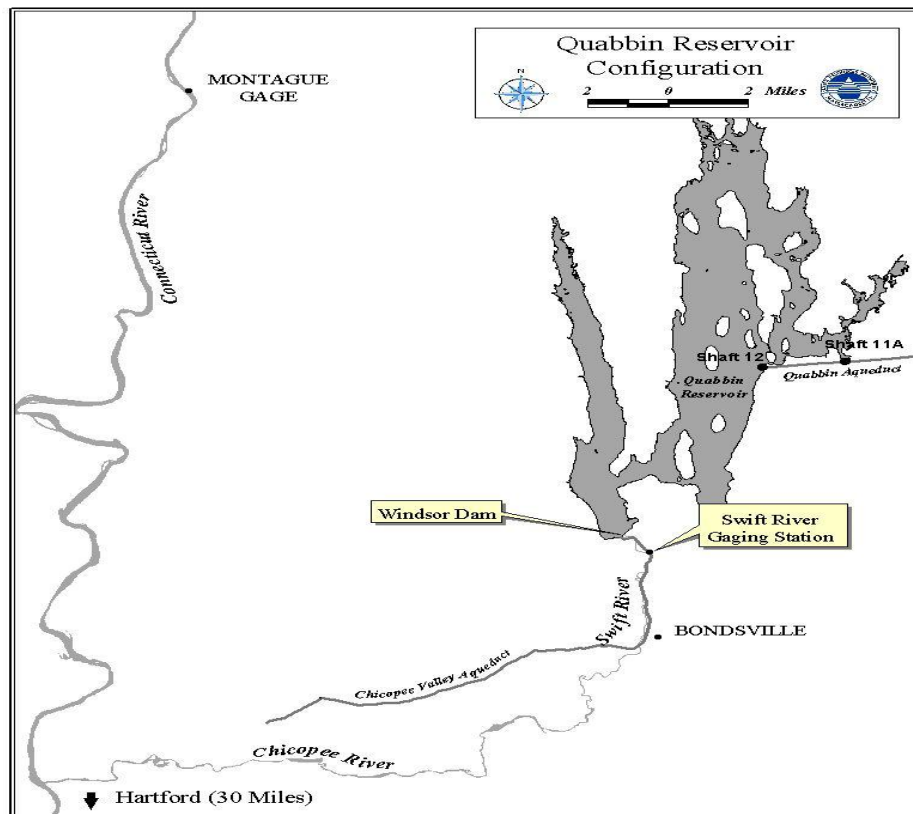 Quabbin Reservoir
Configuration
N
2 0 2 Miles
MONTAGUE
GAGE
Connecticut River
Shaft 11A
Shaft 12
Quabbin Aqueduct
Quabbin
Reservoir
Windsor Dam
Swift River
Gaging Station
Swift River
BONDSVILLE
Chicopee Valley Aqueduct
Chicopee River
Hartford (30 Miles)